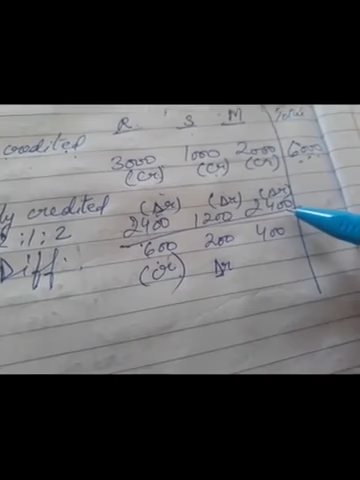 R S M Total
credited
3000 1000 2000 6000
(Cr) (Cr) (Cr)
ly credited (Dr) (Dr) (Dr)
2:1:2 2400 1200 2400
600 200 400
Diff (Cr) Dr